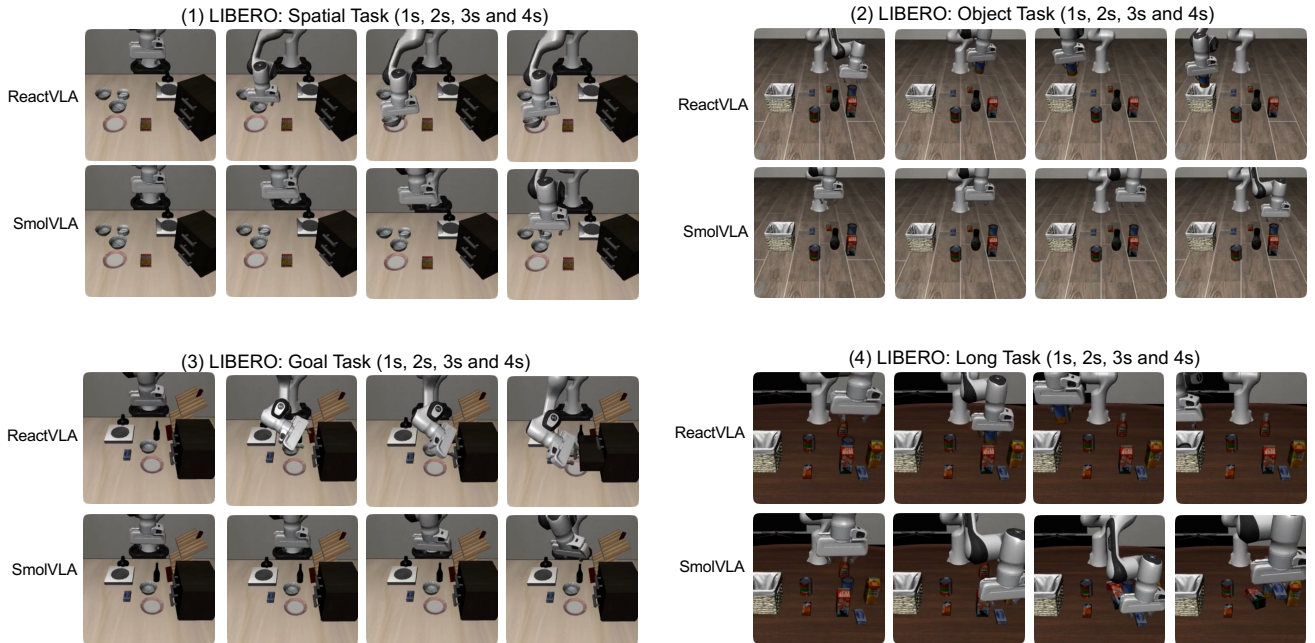 (1) LIBERO: Spatial Task (1s, 2s, 3s and 4s)
ReactVLA
SmolVLA
(2) LIBERO: Object Task (1s, 2s, 3s and 4s)
ReactVLA
SmolVLA
(3) LIBERO: Goal Task (1s, 2s, 3s and 4s)
ReactVLA
SmolVLA
(4) LIBERO: Long Task (1s, 2s, 3s and 4s)
ReactVLA
SmolVLA